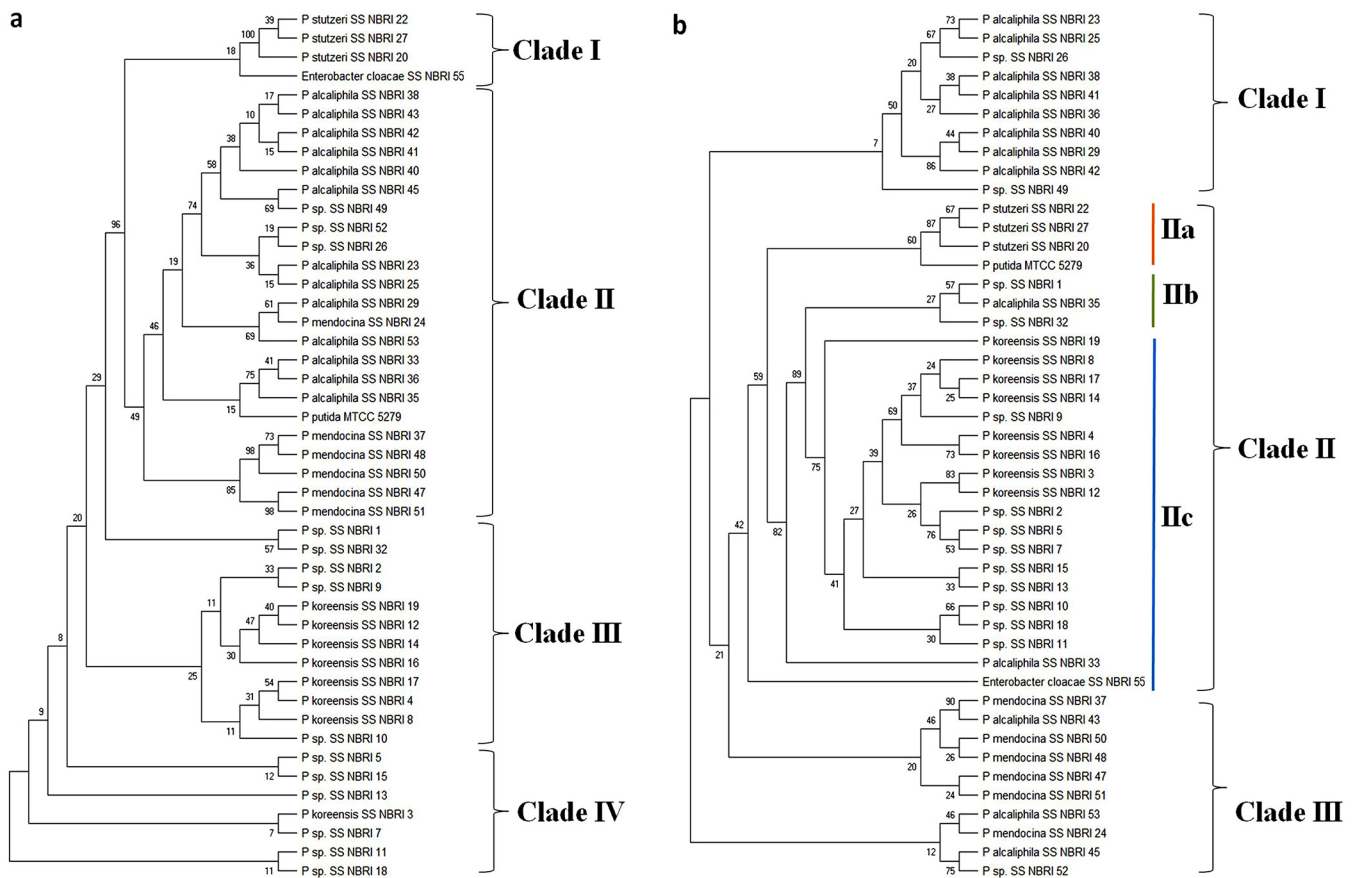 a
39 P stutzeri SS NBRI 22
100 P stutzeri SS NBRI 27
18 P stutzeri SS NBRI 20
Enterobacter cloacae SS NBRI 55
Clade I
17 P alcaliphila SS NBRI 38
10 P alcaliphila SS NBRI 43
38 P alcaliphila SS NBRI 42
15 P alcaliphila SS NBRI 41
58 P alcaliphila SS NBRI 40
P alcaliphila SS NBRI 45
74 69 P sp. SS NBRI 49
19 P sp. SS NBRI 52
96 P sp. SS NBRI 26
19 36 P alcaliphila SS NBRI 23
15 P alcaliphila SS NBRI 25
61 P alcaliphila SS NBRI 29
P mendocina SS NBRI 24
46 69 P alcaliphila SS NBRI 53
41 P alcaliphila SS NBRI 33
29 75 P alcaliphila SS NBRI 36
P alcaliphila SS NBRI 35
49 15 P putida MTCC 5279
73 P mendocina SS NBRI 37
98 P mendocina SS NBRI 48
P mendocina SS NBRI 50
85 P mendocina SS NBRI 47
98 P mendocina SS NBRI 51
Clade II
20 P sp. SS NBRI 1
57 P sp. SS NBRI 32
33 P sp. SS NBRI 2
P sp. SS NBRI 9
11 40 P koreensis SS NBRI 19
47 P koreensis SS NBRI 12
P koreensis SS NBRI 14
8 30 P koreensis SS NBRI 16
25 54 P koreensis SS NBRI 17
31 P koreensis SS NBRI 4
P koreensis SS NBRI 8
9 11 P sp. SS NBRI 10
Clade III
P sp. SS NBRI 5
12 P sp. SS NBRI 15
P sp. SS NBRI 13
P koreensis SS NBRI 3
7 P sp. SS NBRI 7
P sp. SS NBRI 11
11 P sp. SS NBRI 18
Clade IV
b
73 P alcaliphila SS NBRI 23
67 P alcaliphila SS NBRI 25
20 P sp. SS NBRI 26
38 P alcaliphila SS NBRI 38
P alcaliphila SS NBRI 41
50 27 P alcaliphila SS NBRI 36
44 P alcaliphila SS NBRI 40
7 P alcaliphila SS NBRI 29
86 P alcaliphila SS NBRI 42
P sp. SS NBRI 49
Clade I
67 P stutzeri SS NBRI 22
87 P stutzeri SS NBRI 27
60 P stutzeri SS NBRI 20
P putida MTCC 5279
IIa
57 P sp. SS NBRI 1
27 P alcaliphila SS NBRI 35
P sp. SS NBRI 32
IIb
P koreensis SS NBRI 19
24 P koreensis SS NBRI 8
59 89 37 P koreensis SS NBRI 17
25 P koreensis SS NBRI 14
69 P sp. SS NBRI 9
P koreensis SS NBRI 4
39 73 P koreensis SS NBRI 16
75 83 P koreensis SS NBRI 3
P koreensis SS NBRI 12
27 26 P sp. SS NBRI 2
42 82 76 P sp. SS NBRI 5
53 P sp. SS NBRI 7
P sp. SS NBRI 15
41 33 P sp. SS NBRI 13
66 P sp. SS NBRI 10
P sp. SS NBRI 18
21 30 P sp. SS NBRI 11
P alcaliphila SS NBRI 33
Enterobacter cloacae SS NBRI 55
IIc
Clade II
90 P mendocina SS NBRI 37
46 P alcaliphila SS NBRI 43
P mendocina SS NBRI 50
20 26 P mendocina SS NBRI 48
P mendocina SS NBRI 47
24 P mendocina SS NBRI 51
46 P alcaliphila SS NBRI 53
P mendocina SS NBRI 24
12 P alcaliphila SS NBRI 45
75 P sp. SS NBRI 52
Clade III